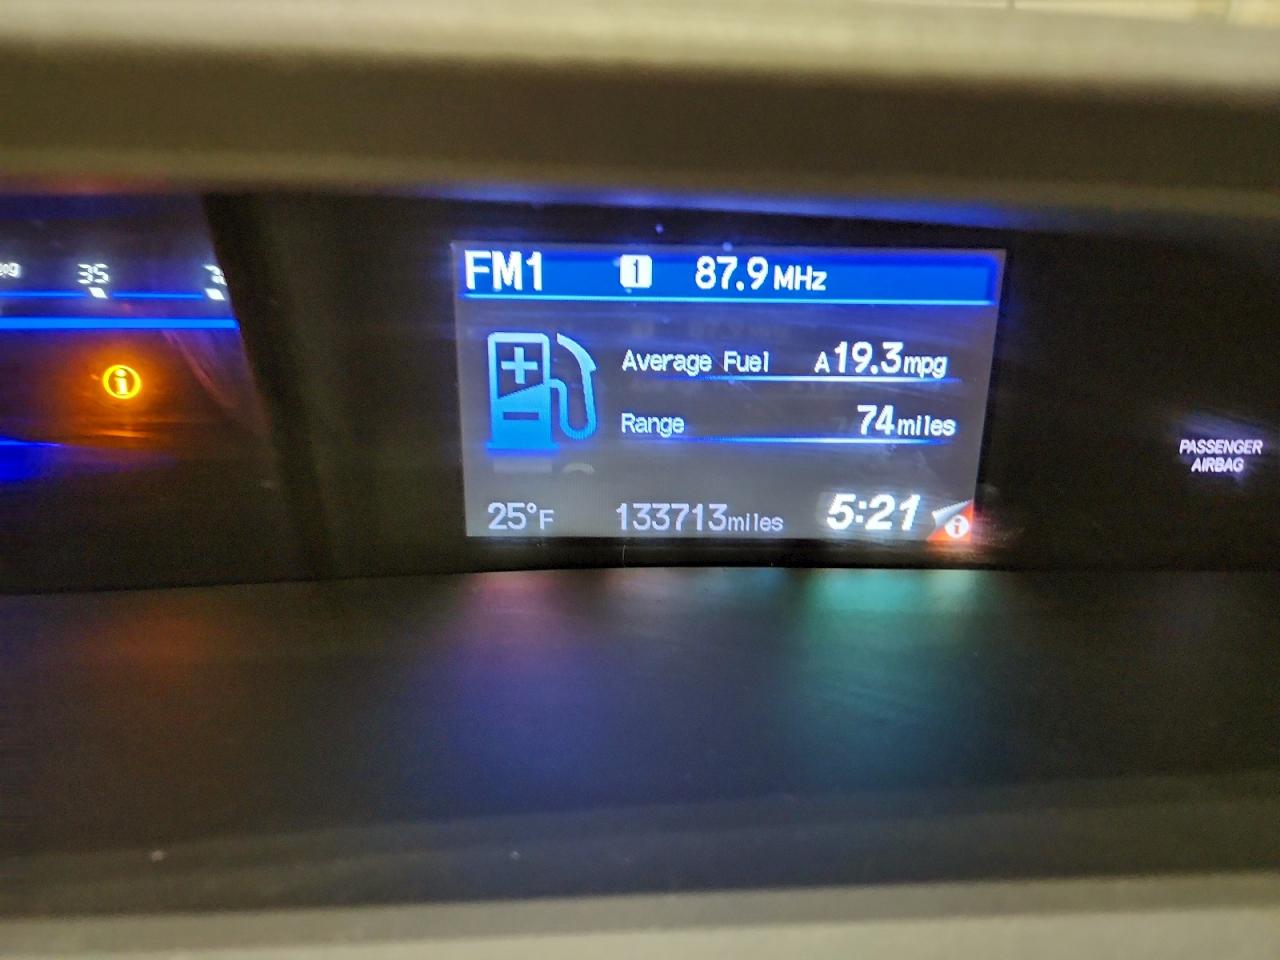 FM1 1 87.9 MHz
35
Average Fuel A19.3mpg
Range 74miles
25°F 133713miles 5:21
PASSENGER
AIRBAG